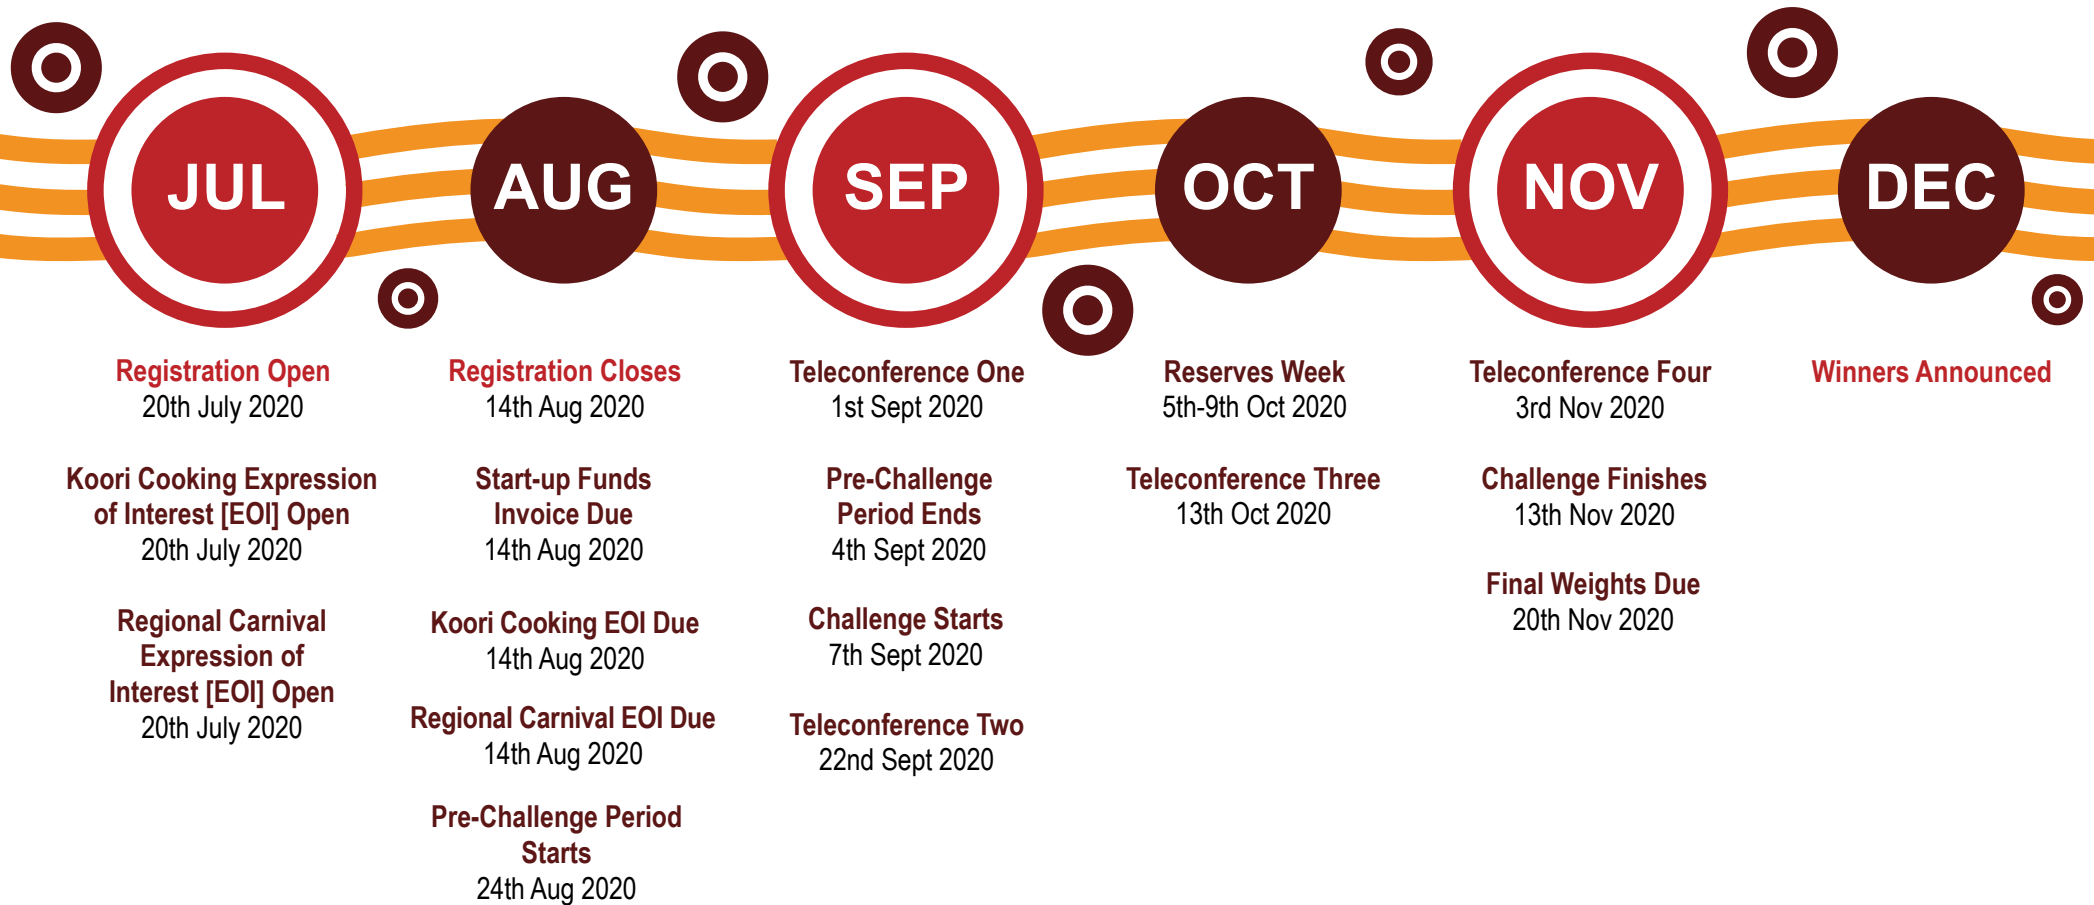 JUL
AUG
SEP
OCT
NOV
DEC
Registration Open
20th July 2020
Koori Cooking Expression
of Interest [EOI] Open
20th July 2020
Regional Carnival
Expression of
Interest [EOI] Open
20th July 2020
Registration Closes
14th Aug 2020
Start-up Funds
Invoice Due
14th Aug 2020
Koori Cooking EOI Due
14th Aug 2020
Regional Carnival EOI Due
14th Aug 2020
Pre-Challenge Period
Starts
24th Aug 2020
Teleconference One
1st Sept 2020
Pre-Challenge
Period Ends
4th Sept 2020
Challenge Starts
7th Sept 2020
Teleconference Two
22nd Sept 2020
Reserves Week
5th-9th Oct 2020
Teleconference Three
13th Oct 2020
Teleconference Four
3rd Nov 2020
Challenge Finishes
13th Nov 2020
Final Weights Due
20th Nov 2020
Winners Announced